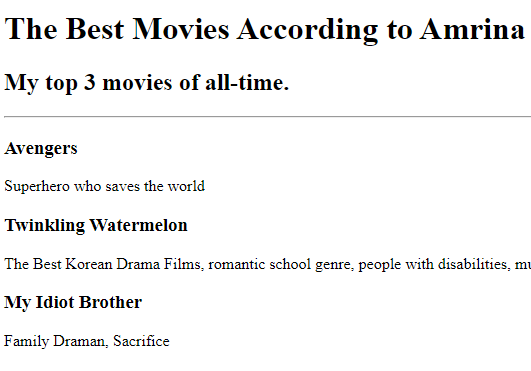 The Best Movies According to Amrina
My top 3 movies of all-time.
Avengers
Superhero who saves the world
Twinkling Watermelon
The Best Korean Drama Films, romantic school genre, people with disabilities,
My Idiot Brother
Family Draman, Sacrifice